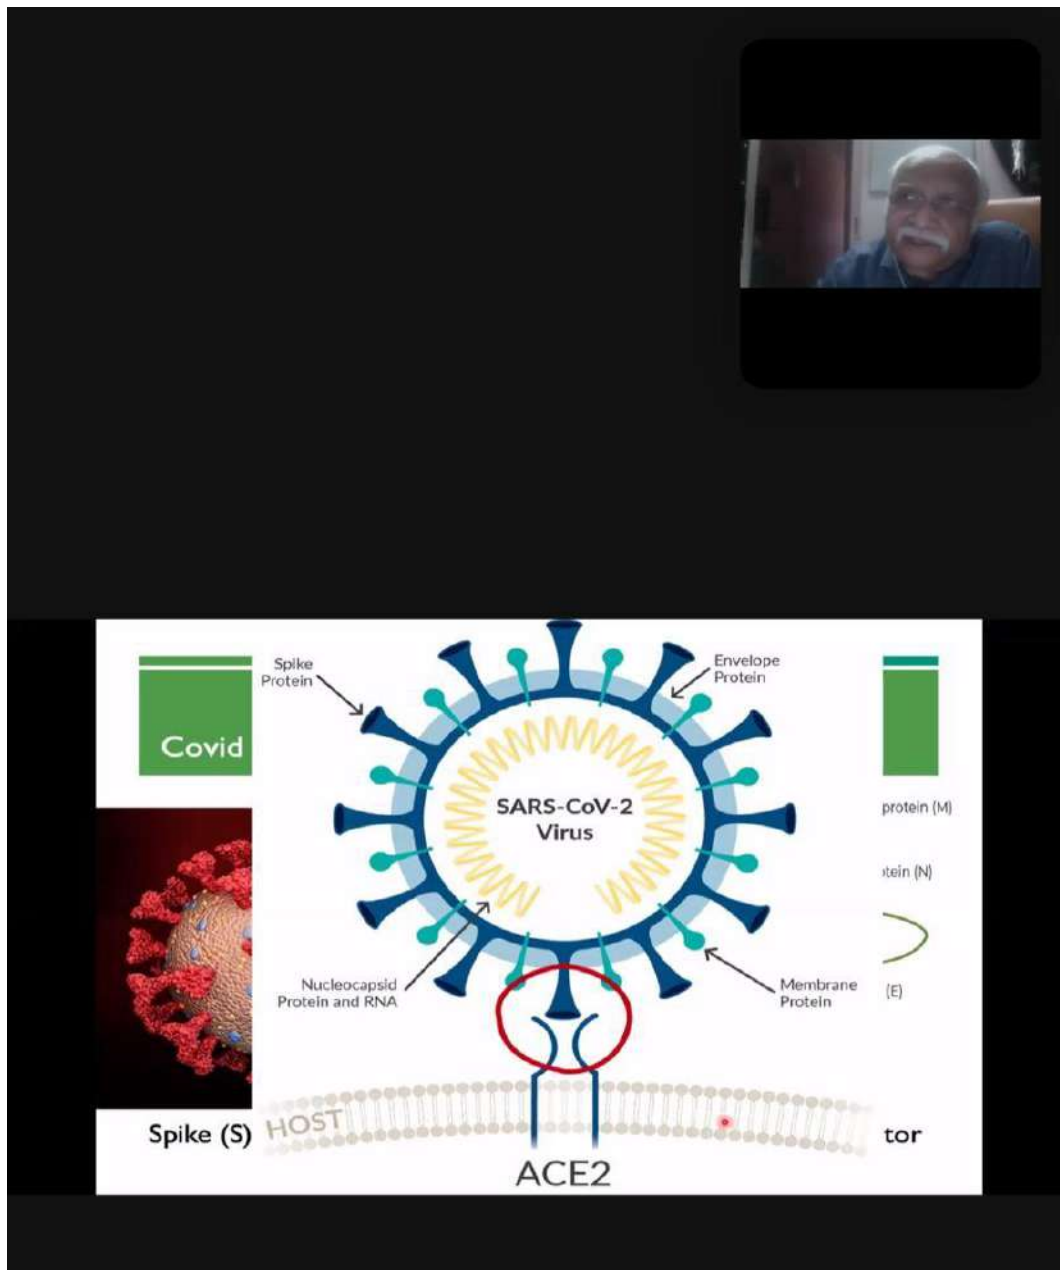 Spike
Protein
Envelope
Protein
Covid
protein (M)
SARS-CoV-2
Virus
tein (N)
Nucleocapsid
Protein and RNA
Membrane
Protein
(E)
HOST
Spike (S)
tor
ACE2